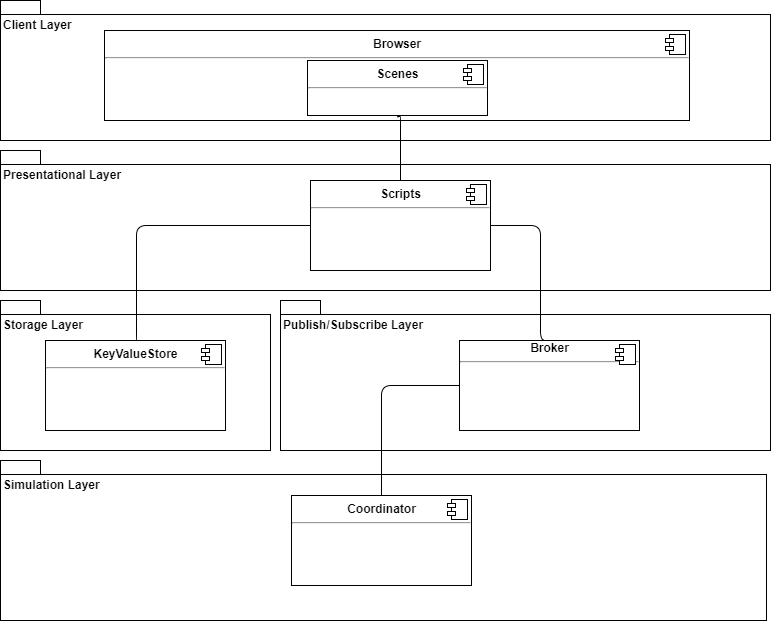 Client Layer
Browser
Scenes
Presentational Layer
Scripts
Storage Layer
KeyValueStore
Publish/Subscribe Layer
Broker
Simulation Layer
Coordinator